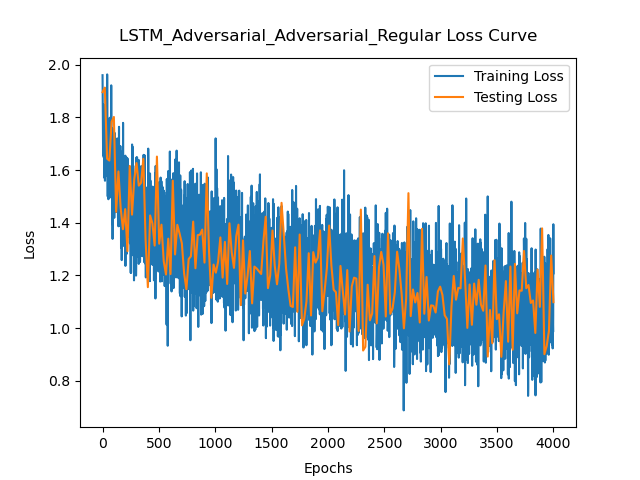 LSTM_Adversarial_Adversarial_Regular Loss Curve
Training Loss
Testing Loss
Loss
2.0
1.8
1.6
1.4
1.2
1.0
0.8
0 500 1000 1500 2000 2500 3000 3500 4000
Epochs